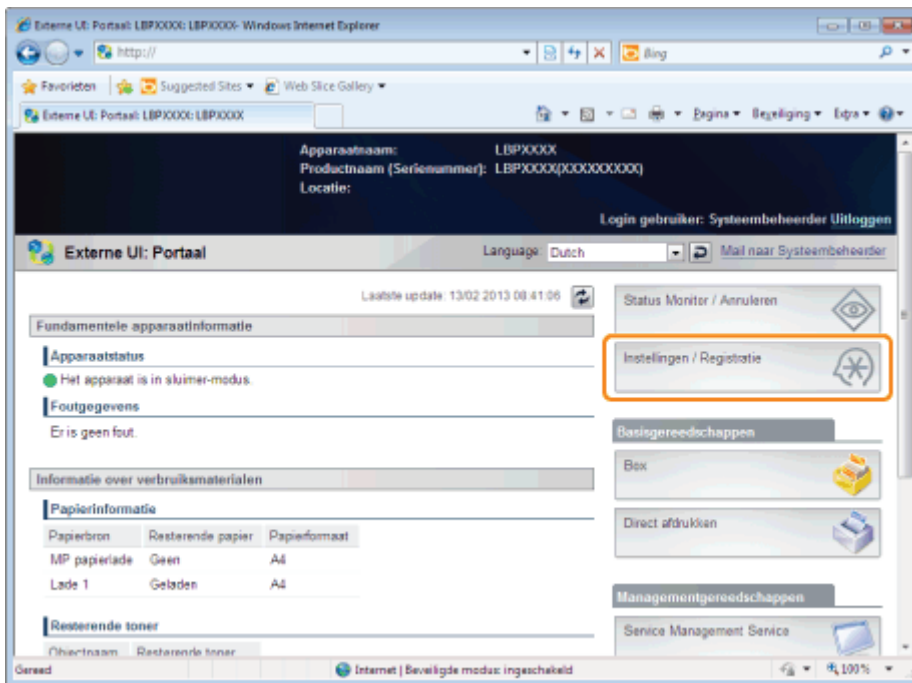 Externe UI: Portaal: LBPXXXX: LBPXXXX- Windows Internet Explorer
http://
Bing
Favorieten Suggested Sites Web Slice Gallery
Externe UI: Portaal: LBPXXXX: LBPXXXX
Pagina Beveiliging Extra
Apparaatnaam: LBPXXXX
Productnaam (Serienummer): LBPXXXX(XXXXXXXXX)
Locatie:
Login gebruiker: Systeembeheerder Uitloggen
Externe UI: Portaal
Language: Dutch
Mail naar Systeembeheerder
Laatste update: 13/02 2013 08:41:06
Fundamentele apparaatinformatie
Apparaatstatus
Het apparaat is in sluimer-modus.
Foutgegevens
Er is geen fout.
Informatie over verbruiksmaterialen
Papierinformatie
Papierbron Resterende papier Papierformaat
MP papierlade Geen A4
Lade 1 Geladen A4
Resterende toner
Objectnaam Resterende toner
Status Monitor / Annuleren
Instellingen / Registratie
Basisgereedschappen
Box
Direct afdrukken
Managementgereedschappen
Service Management Service
Gereed
Internet | Beveiligde modus: ingeschakeld
100%